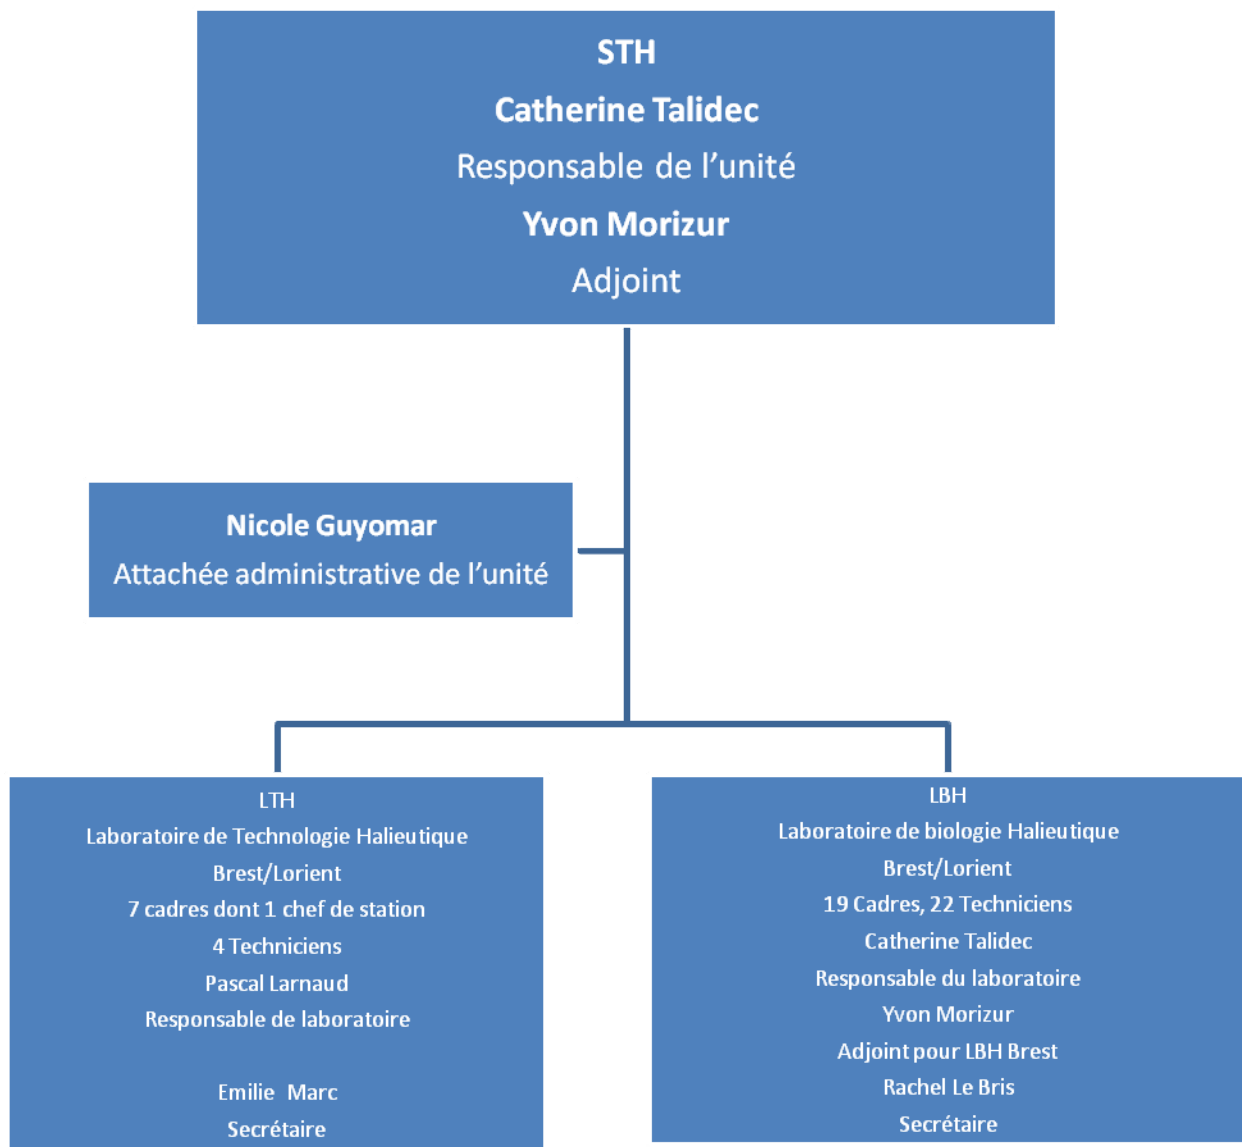 STH
Catherine Talidec
Responsable de l'unité
Yvon Morizur
Adjoint
Nicole Guyomar
Attachée administrative de l'unité
LTH
Laboratoire de Technologie Halieutique
Brest/Lorient
7 cadres dont 1 chef de station
4 Techniciens
Pascal Larnaud
Responsable de laboratoire
Emilie Marc
Secrétaire
LBH
Laboratoire de biologie Halieutique
Brest/Lorient
19 Cadres, 22 Techniciens
Catherine Talidec
Responsable du laboratoire
Yvon Morizur
Adjoint pour LBH Brest
Rachel Le Bris
Secrétaire